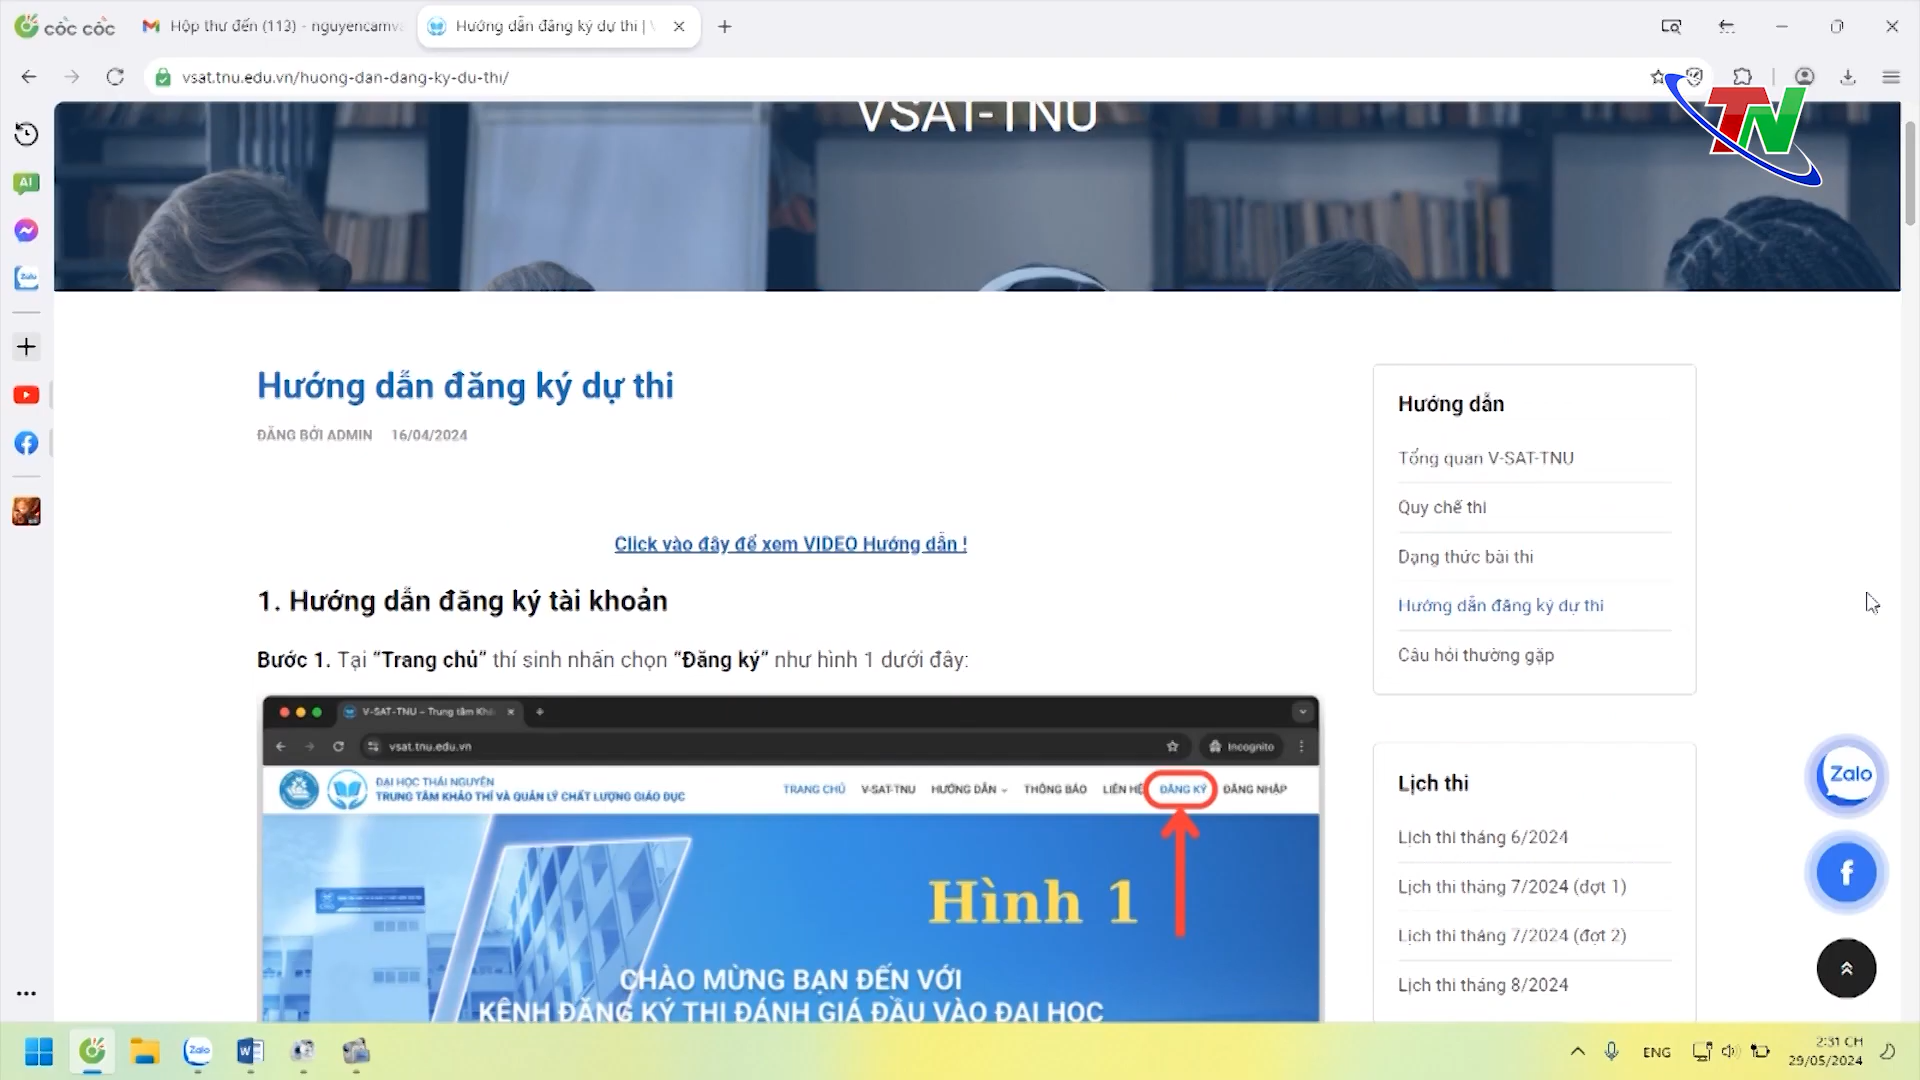 cốc cốc
Hộp thư đến (113) - nguyencamv
Hướng dẫn đăng ký dự thi |
vsat.tnu.edu.vn/huong-dan-dang-ky-du-thi/
TN
VSAT-TNU
AI
Zalo
Hướng dẫn đăng ký dự thi
ĐĂNG BỞI ADMIN 16/04/2024
Click vào đây để xem VIDEO Hướng dẫn !
1. Hướng dẫn đăng ký tài khoản
Bước 1. Tại “Trang chủ” thí sinh nhấn chọn “Đăng ký” như hình 1 dưới đây:
V-SAT-TNU – Trung tâm Khả
vsat.tnu.edu.vn
Incognito
ĐẠI HỌC THÁI NGUYÊN
TRUNG TÂM KHẢO THÍ VÀ QUẢN LÝ CHẤT LƯỢNG GIÁO DỤC
TRANG CHỦ V-SAT-TNU HƯỚNG DẪN THÔNG BÁO LIÊN HỆ ĐĂNG KÝ ĐĂNG NHẬP
Hình 1
CHÀO MỪNG BẠN ĐẾN VỚI
KÊNH ĐĂNG KÝ THI ĐÁNH GIÁ ĐẦU VÀO ĐẠI HỌC
Hướng dẫn
Tổng quan V-SAT-TNU
Quy chế thi
Dạng thức bài thi
Hướng dẫn đăng ký dự thi
Câu hỏi thường gặp
Lịch thi
Lịch thi tháng 6/2024
Lịch thi tháng 7/2024 (đợt 1)
Lịch thi tháng 7/2024 (đợt 2)
Lịch thi tháng 8/2024
Zalo
Zalo
ENG
2:31 CH
29/05/2024